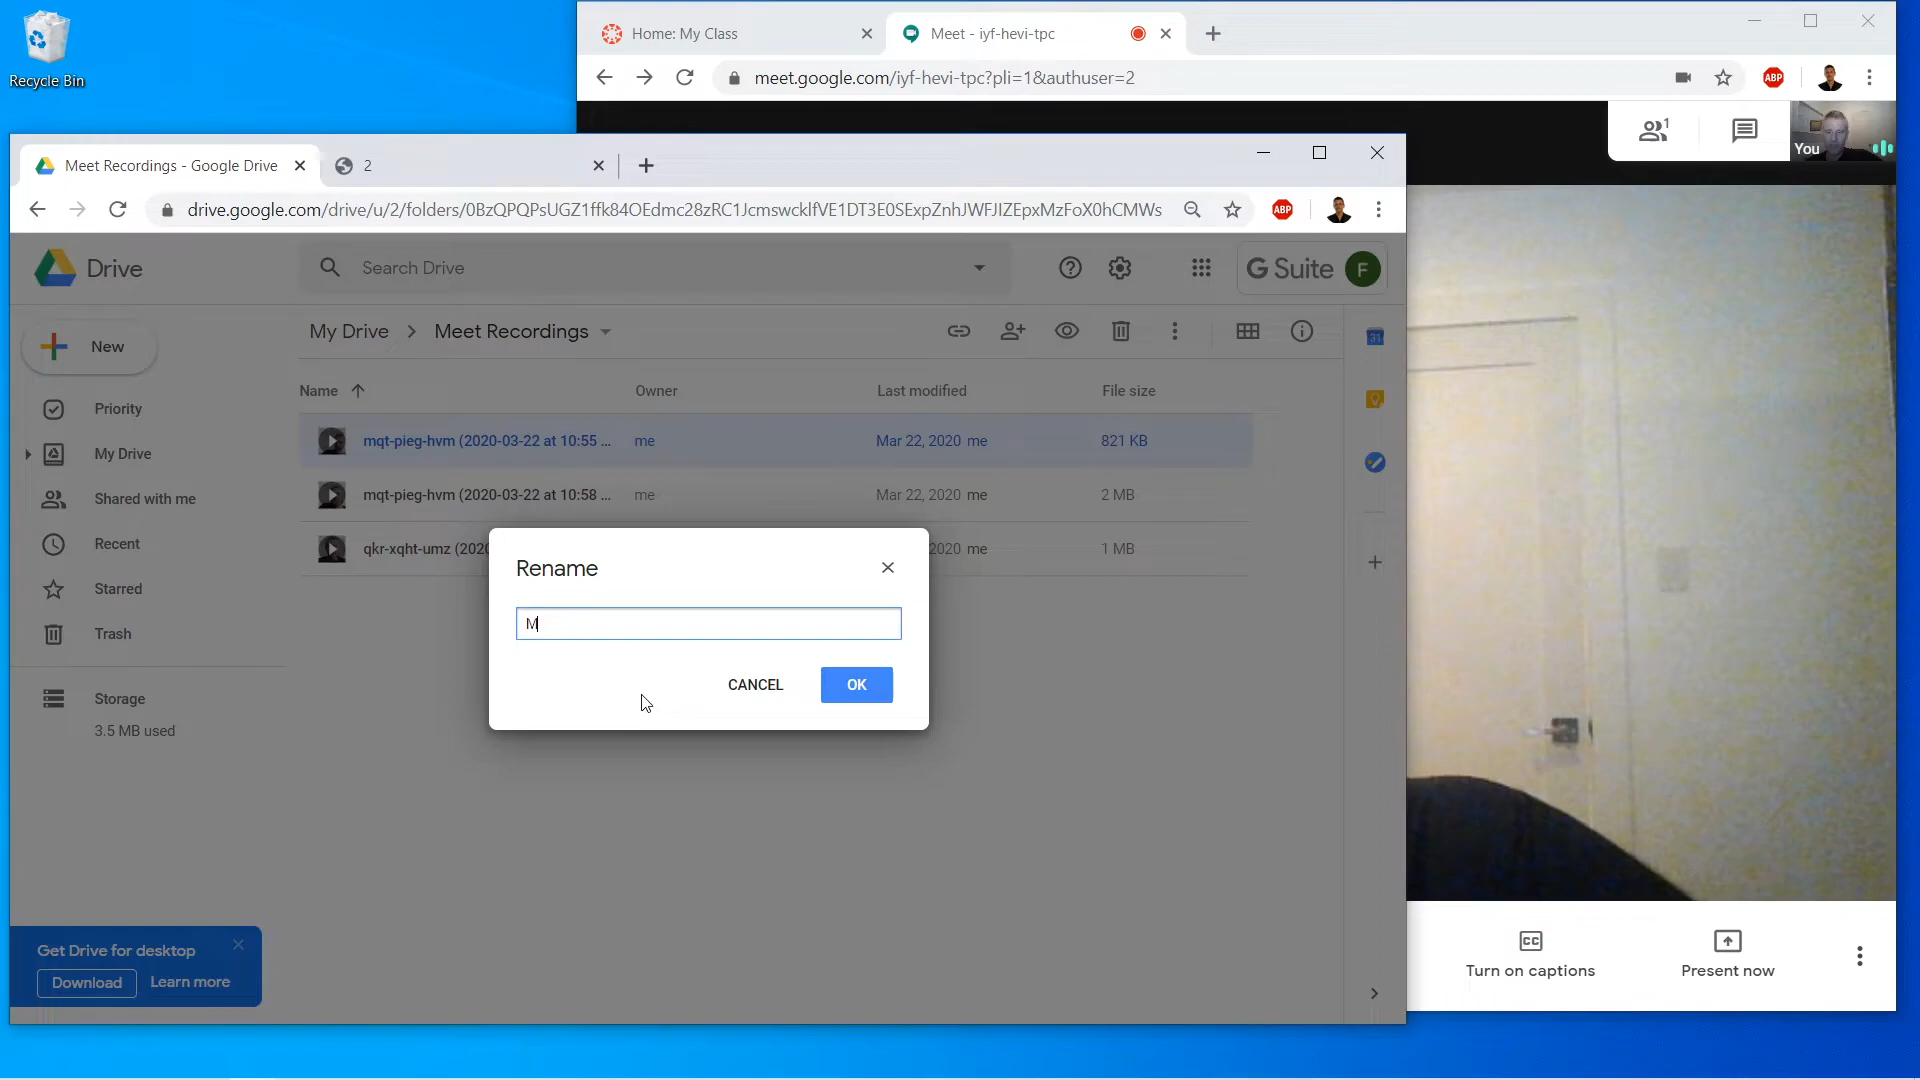 Recycle Bin
Home: My Class
Meet - iyf-hevi-tpc
meet.google.com/iyf-hevi-tpc?pli=1&authuser=2
ABP
1
You
Meet Recordings - Google Drive
2
drive.google.com/drive/u/2/folders/0BzQPQPsUGZ1ffk84OEdmc28zRC1JcmswcklfVE1DT3E0SExpZnhJWFJIZEpxMzFoX0hCMWs
ABP
Drive
Search Drive
G Suite
F
New
My Drive
Meet Recordings
31
Priority
My Drive
Shared with me
Recent
Starred
Trash
Storage
3.5 MB used
Name
Owner
Last modified
File size
mqt-pieg-hvm (2020-03-22 at 10:55 ... me Mar 22, 2020 me 821 KB
mqt-pieg-hvm (2020-03-22 at 10:58 ... me Mar 22, 2020 me 2 MB
qkr-xqht-umz (2020 2020 me 1 MB
Rename
M
CANCEL
OK
Get Drive for desktop
Download
Learn more
CC
Turn on captions
Present now